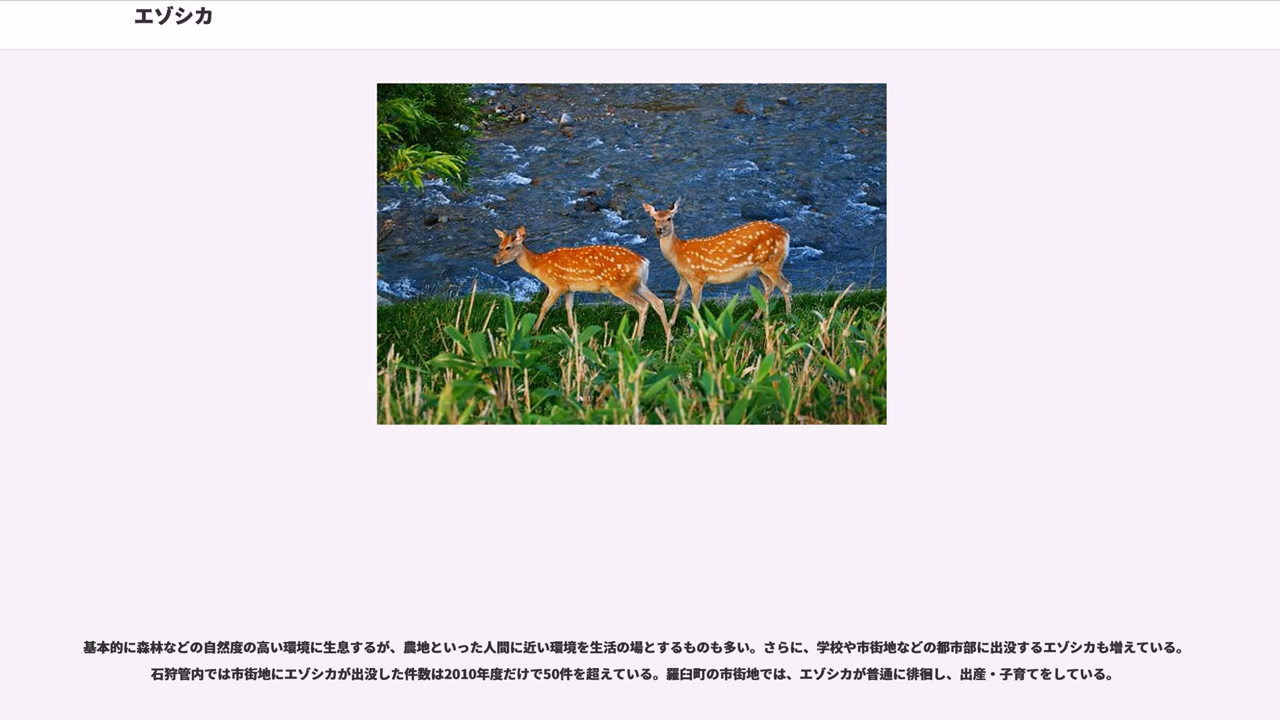 エゾシカ
基本的に森林などの自然度の高い環境に生息するが、農地といった人間に近い環境を生活の場とするものも多い。さらに、学校や市街地などの都市部に出没するエゾシカも増えている。
石狩管内では市街地にエゾシカが出没した件数は2010年度だけで50件を超えている。羅臼町の市街地では、エゾシカが普通に徘徊し、出産・子育てをしている。